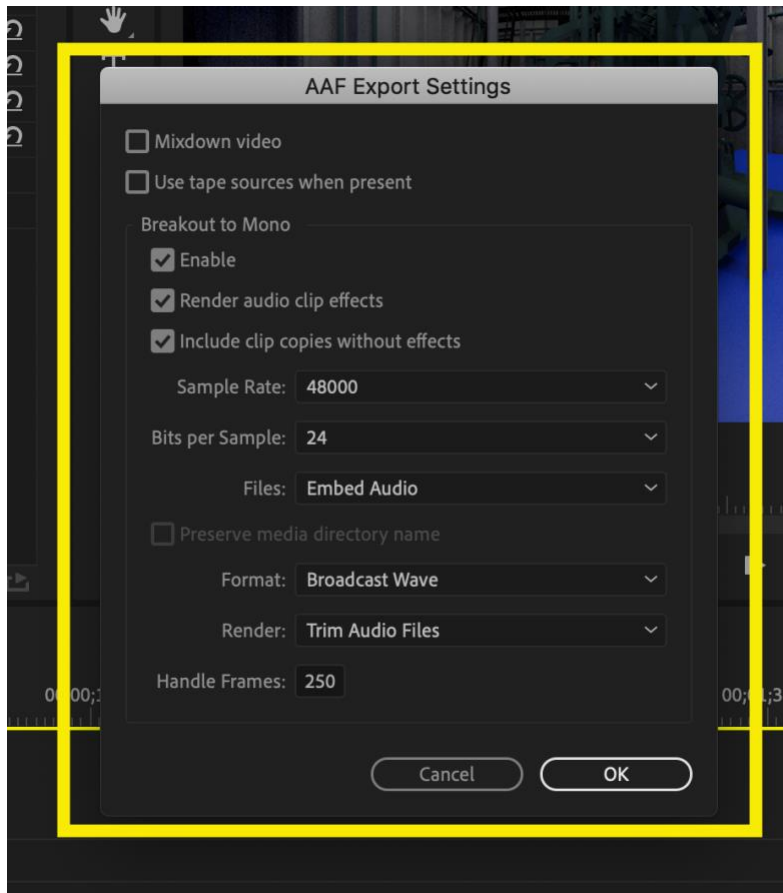 AAF Export Settings
Mixdown video
Use tape sources when present
Breakout to Mono
Enable
Render audio clip effects
Include clip copies without effects
Sample Rate: 48000
Bits per Sample: 24
Files: Embed Audio
Preserve media directory name
Format: Broadcast Wave
Render: Trim Audio Files
Handle Frames: 250
Cancel OK